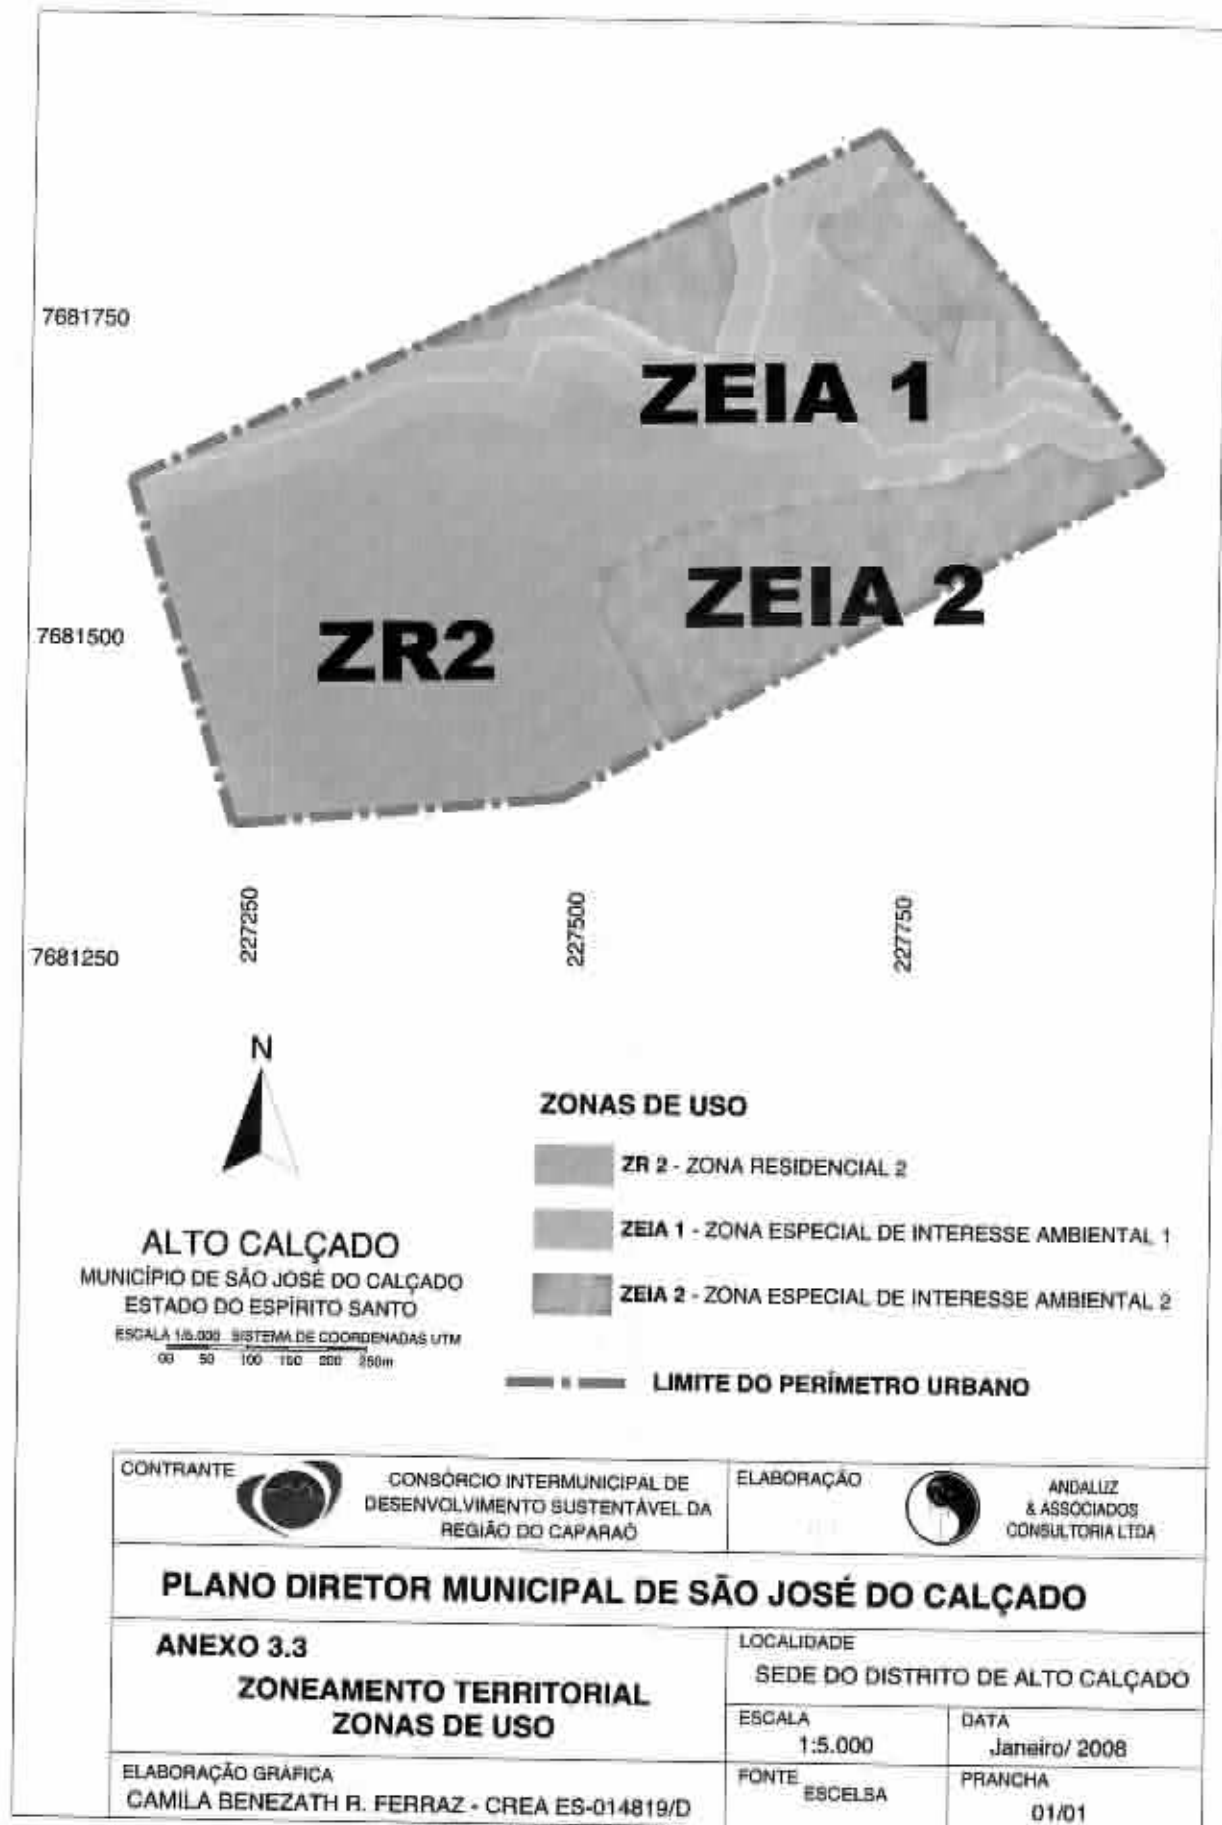 7681750
ZEIA 1
ZEIA 2
7681500
ZR2
7681250
227250
227500
227750
N
ALTO CALÇADO
MUNICÍPIO DE SÃO JOSÉ DO CALÇADO
ESTADO DO ESPÍRITO SANTO
ESCALA 1/5.000 SISTEMA DE COORDENADAS UTM
00 50 100 150 200 250m
ZONAS DE USO
ZR 2 - ZONA RESIDENCIAL 2
ZEIA 1 - ZONA ESPECIAL DE INTERESSE AMBIENTAL 1
ZEIA 2 - ZONA ESPECIAL DE INTERESSE AMBIENTAL 2
LIMITE DO PERÍMETRO URBANO
CONTRANTE
CONSÓRCIO INTERMUNICIPAL DE
DESENVOLVIMENTO SUSTENTÁVEL DA
REGIÃO DO CAPARAÓ
ELABORAÇÃO
ANDALUZ
& ASSOCIADOS
CONSULTORIA LTDA
PLANO DIRETOR MUNICIPAL DE SÃO JOSÉ DO CALÇADO
ANEXO 3.3
ZONEAMENTO TERRITORIAL
ZONAS DE USO
LOCALIDADE
SEDE DO DISTRITO DE ALTO CALÇADO
ESCALA
1:5.000
DATA
Janeiro/ 2008
ELABORAÇÃO GRÁFICA
CAMILA BENEZATH R. FERRAZ - CREA ES-014819/D
FONTE
ESCELSA
PRANCHA
01/01